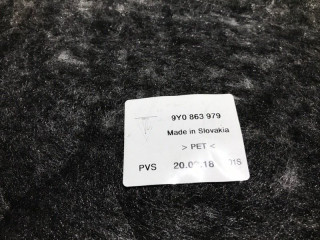 9Y0 863 979
Made in Slovakia
> PET <
PVS